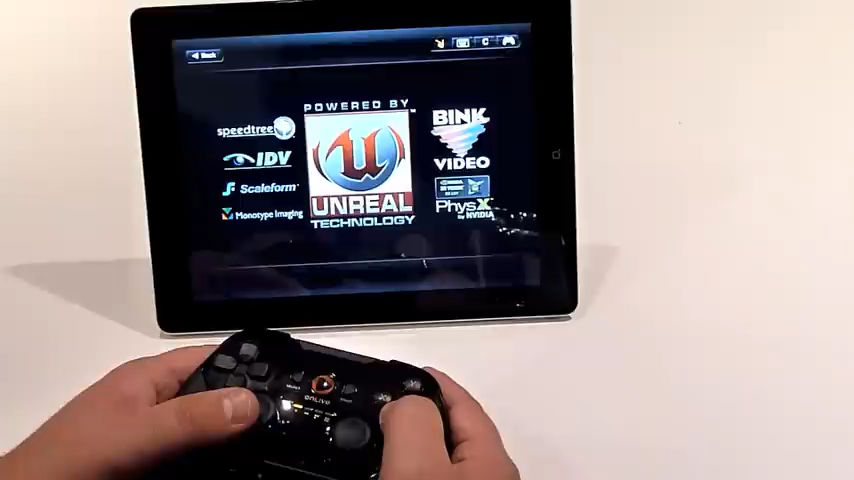 Back
POWERED BY
speedtree
IDV
Scaleform
Monotype Imaging
UNREAL
TECHNOLOGY
BINK
VIDEO
PhysX
by NVIDIA
onLive